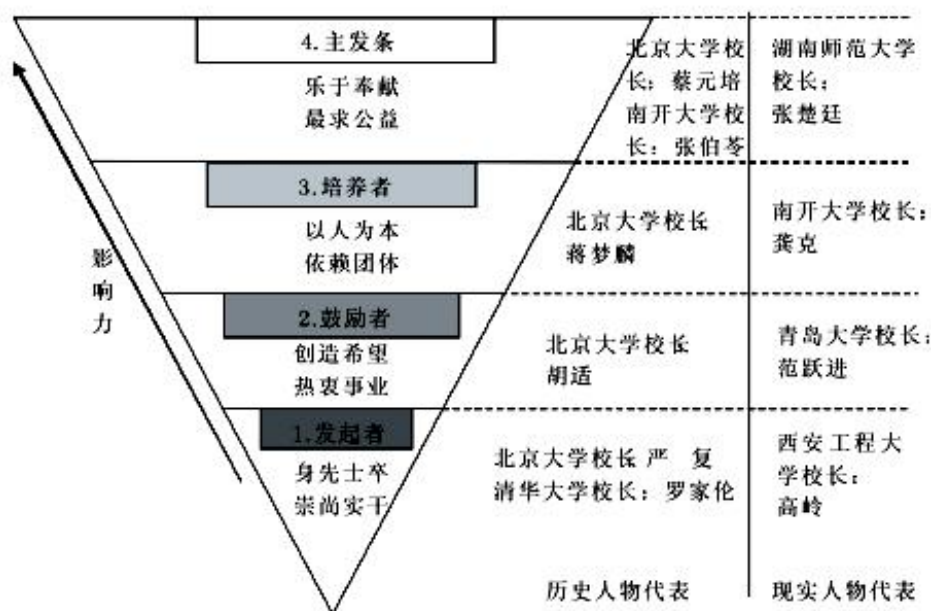 4.主发条
乐于奉献
最求公益
北京大学校
长：蔡元培
南开大学校
长：张伯苓
湖南师范大学
校长：
张楚廷
3.培养者
以人为本
依赖团体
北京大学校长
蒋梦麟
南开大学校长：
龚克
影
响
力
2.鼓励者
创造希望
热衷事业
北京大学校长
胡适
青岛大学校长：
范跃进
1.发起者
身先士卒
崇尚实干
北京大学校长 严 复
清华大学校长：罗家伦
西安工程大
学校长：
高岭
历史人物代表
现实人物代表